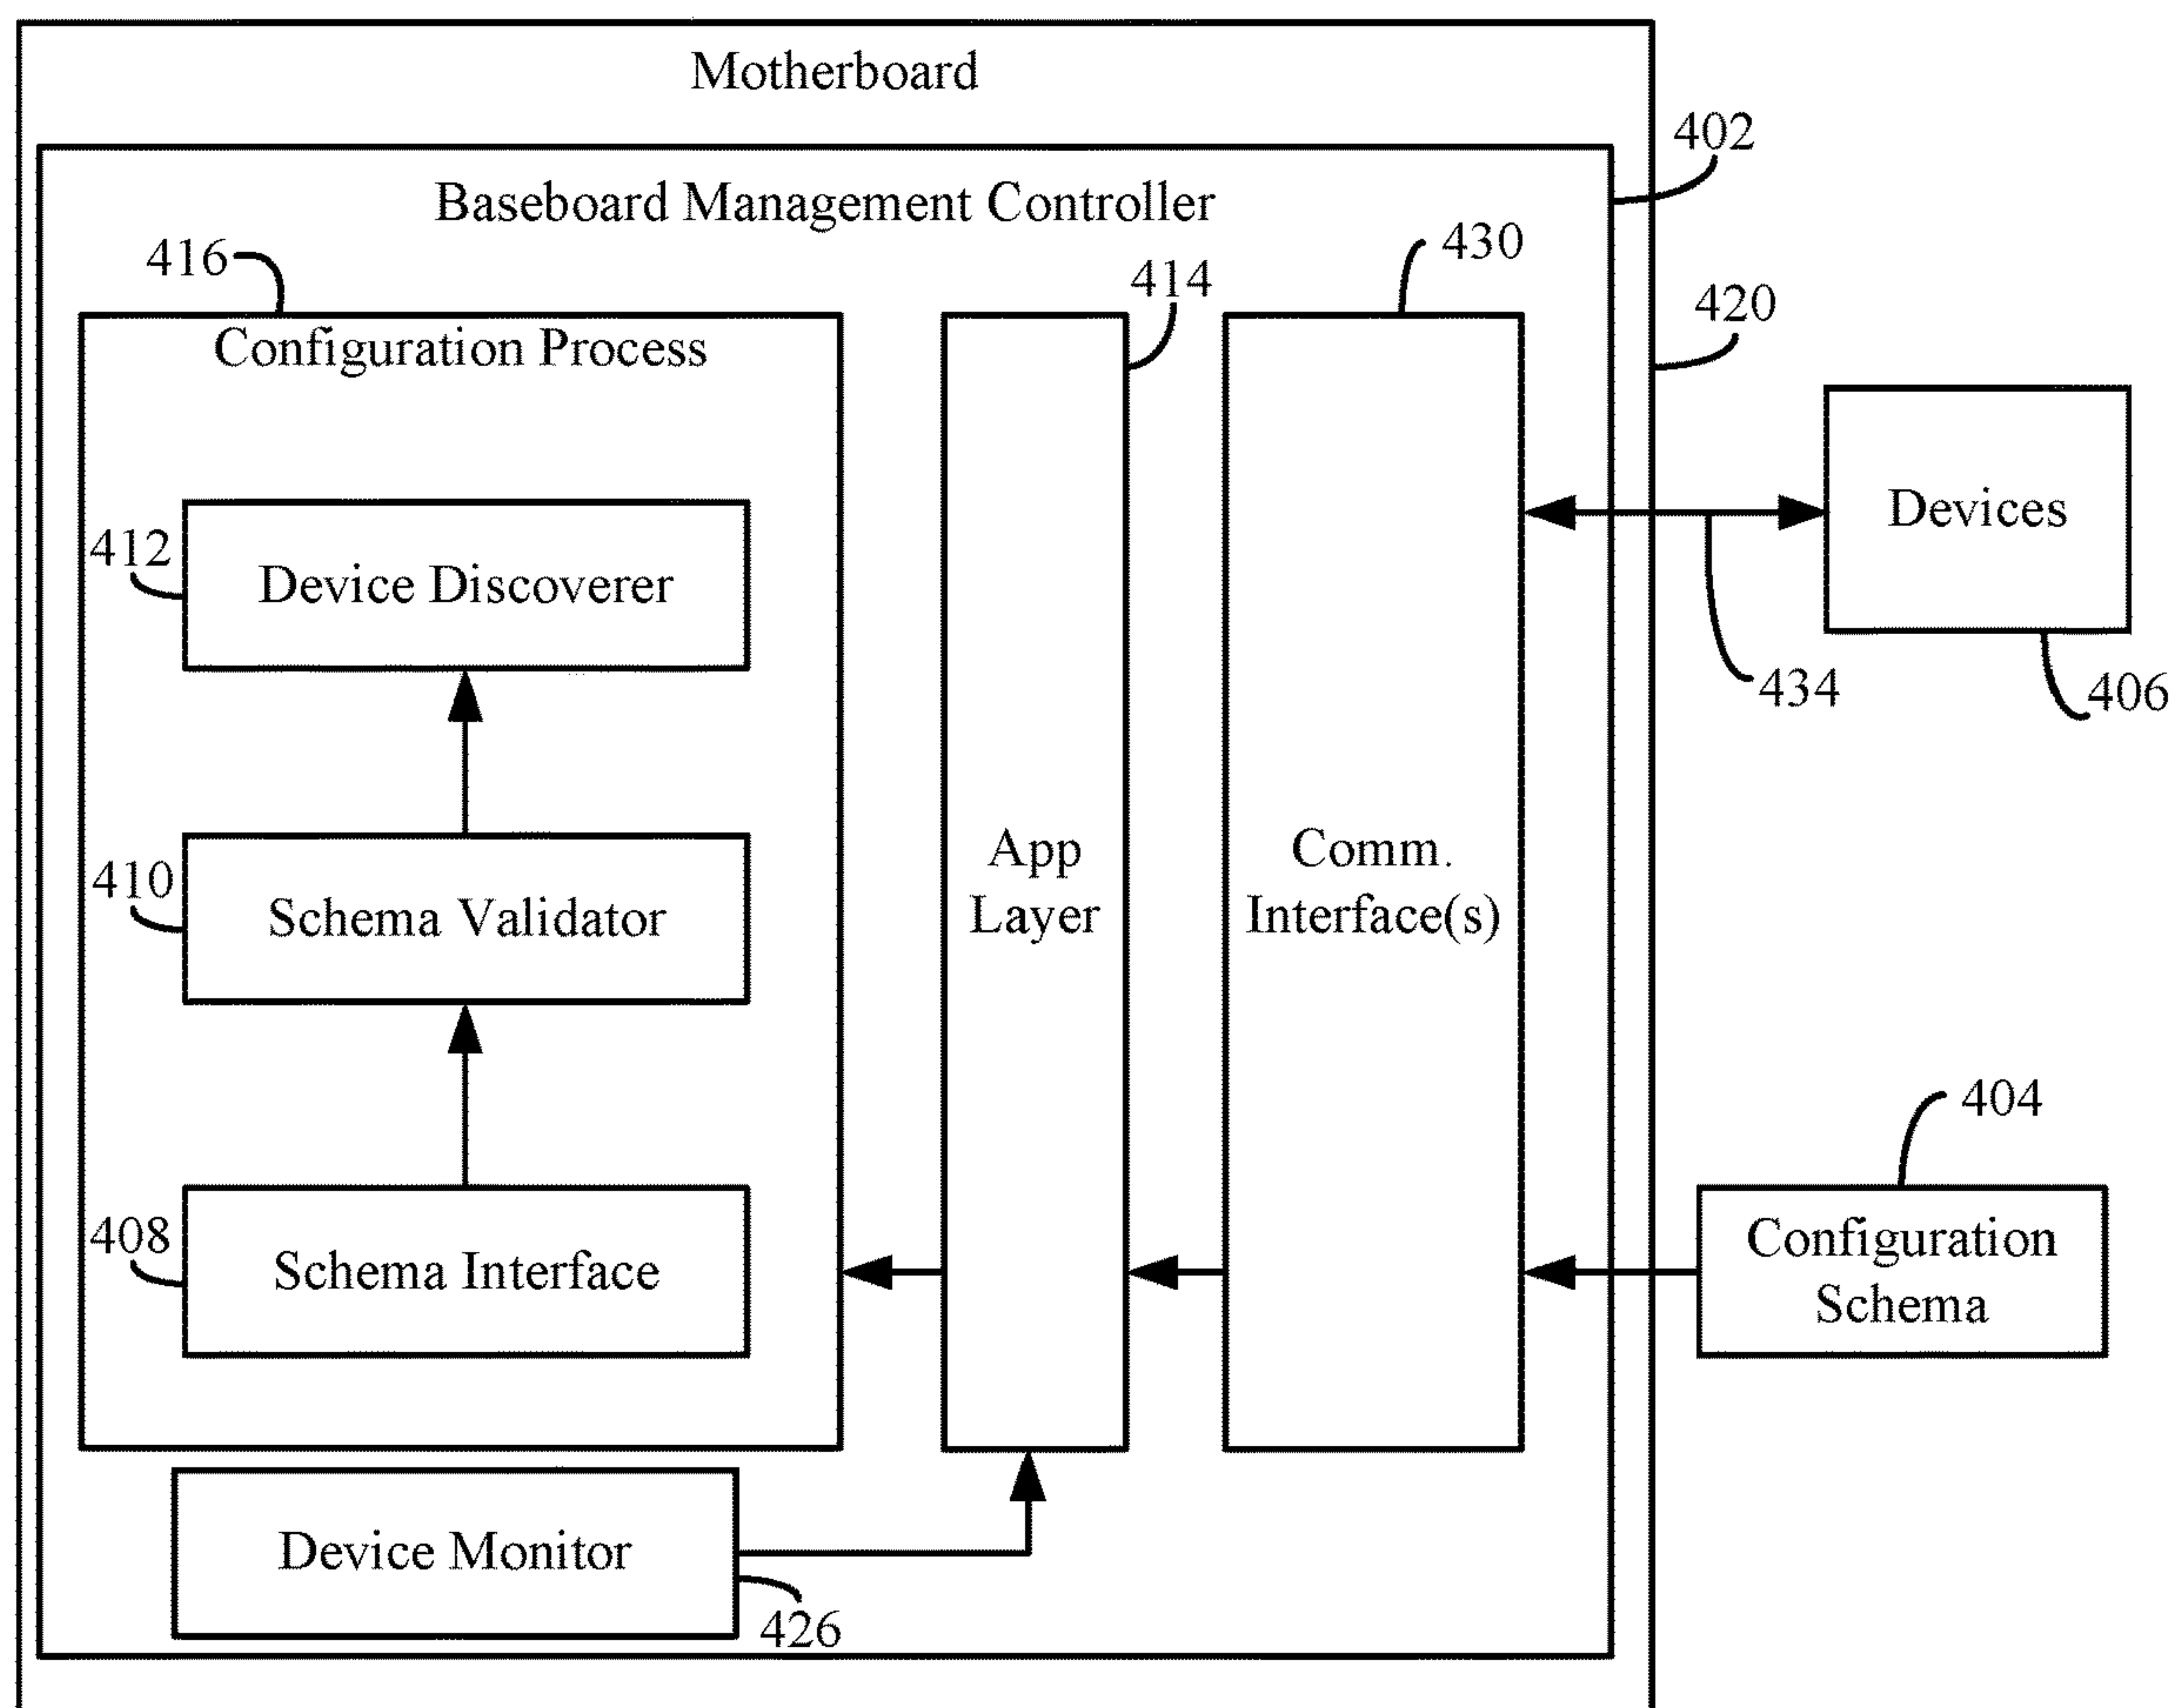 Motherboard
402
Baseboard Management Controller
416
430
414
420
Configuration Process
Devices
412
Device Discoverer
434
406
410
Schema Validator
App
Layer
Comm.
Interface(s)
404
408
Schema Interface
Configuration
Schema
Device Monitor
426